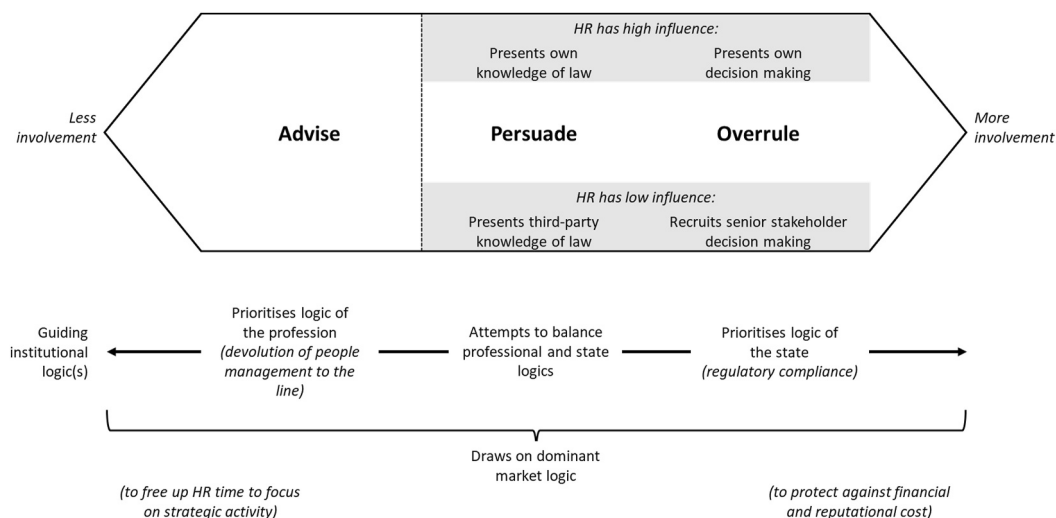 HR has high influence:
Presents own
knowledge of law
Presents own
decision making
Less
involvement
Advise
Persuade
Overrule
More
involvement
HR has low influence:
Presents third-party
knowledge of law
Recruits senior stakeholder
decision making
Guiding
institutional
logic(s)
Prioritises logic of
the profession
(devolution of people
management to the
line)
Attempts to balance
professional and state
logics
Prioritises logic of
the state
(regulatory compliance)
Draws on dominant
market logic
(to free up HR time to focus
on strategic activity)
(to protect against financial
and reputational cost)